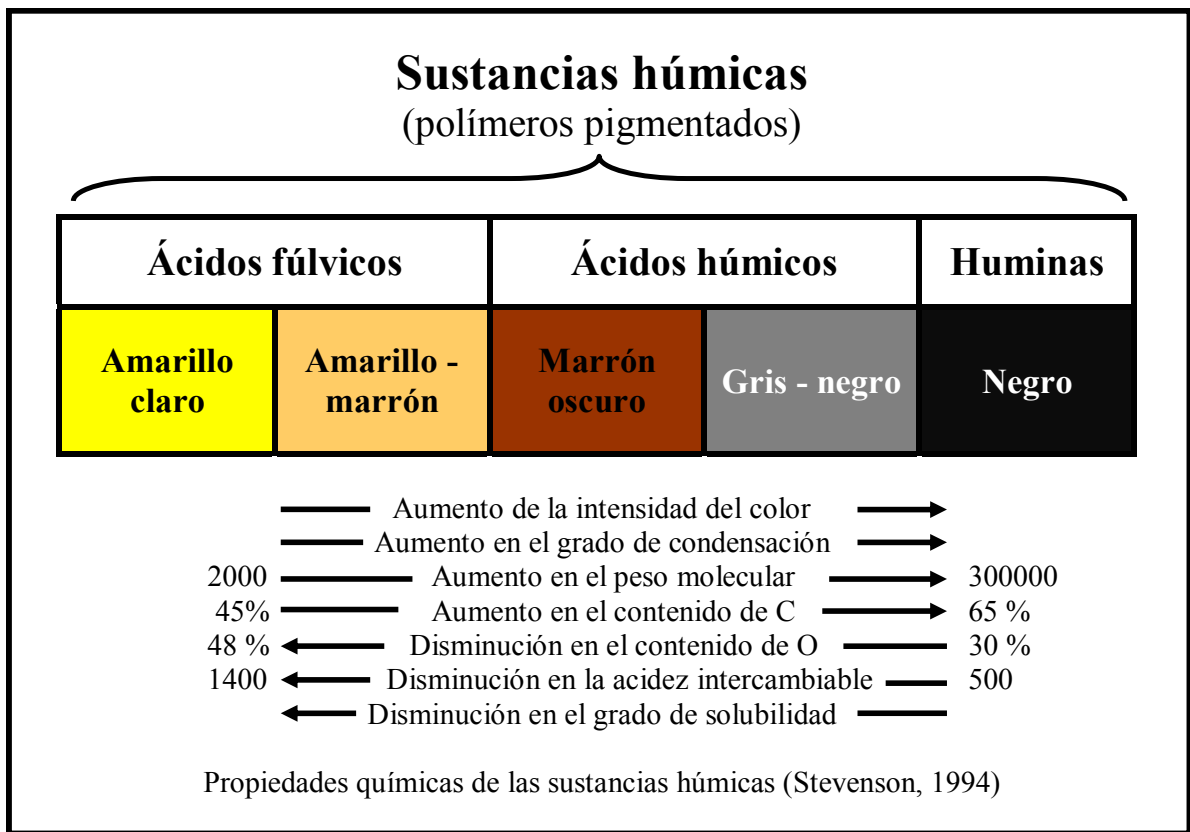 Sustancias húmicas
(polímeros pigmentados)
Ácidos fúlvicos
Ácidos húmicos
Huminas
Amarillo
claro
Amarillo -
marrón
Marrón
oscuro
Gris - negro
Negro
Aumento de la intensidad del color
Aumento en el grado de condensación
2000 Aumento en el peso molecular 300000
45% Aumento en el contenido de C 65 %
48 % Disminución en el contenido de O 30 %
1400 Disminución en la acidez intercambiable 500
Disminución en el grado de solubilidad
Propiedades químicas de las sustancias húmicas (Stevenson, 1994)